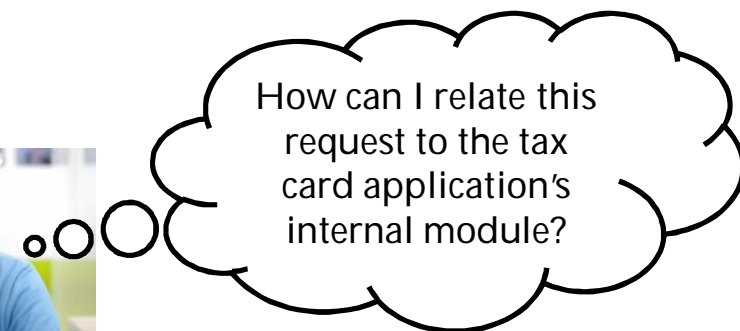 How can I relate this
request to the tax
card application's
internal module?